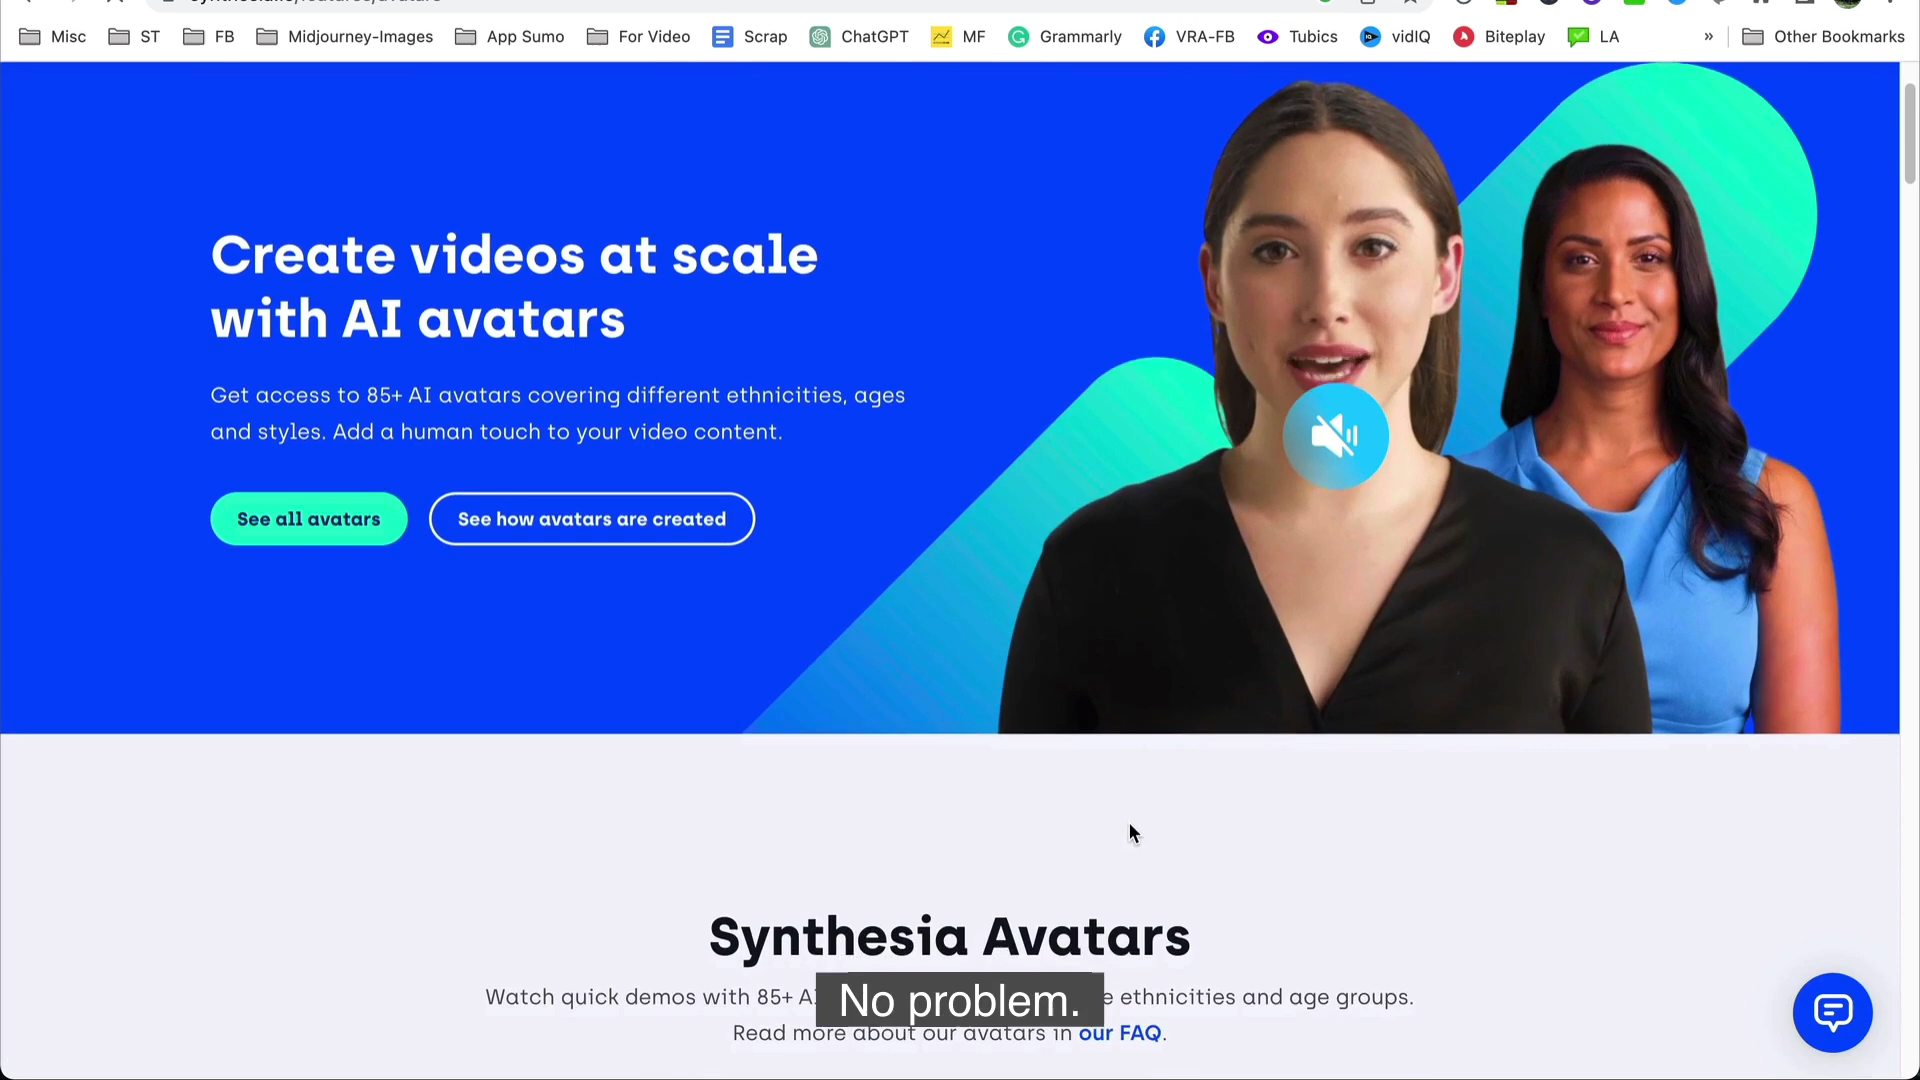 Misc ST FB Midjourney-Images App Sumo For Video Scrap ChatGPT MF Grammarly VRA-FB Tubics vidIQ Biteplay LA » Other Bookmarks
Create videos at scale
with AI avatars
Get access to 85+ AI avatars covering different ethnicities, ages
and styles. Add a human touch to your video content.
See all avatars See how avatars are created
Synthesia Avatars
Watch quick demos with 85+ ethnicities and age groups.
No problem.
Read more about our avatars in our FAQ.